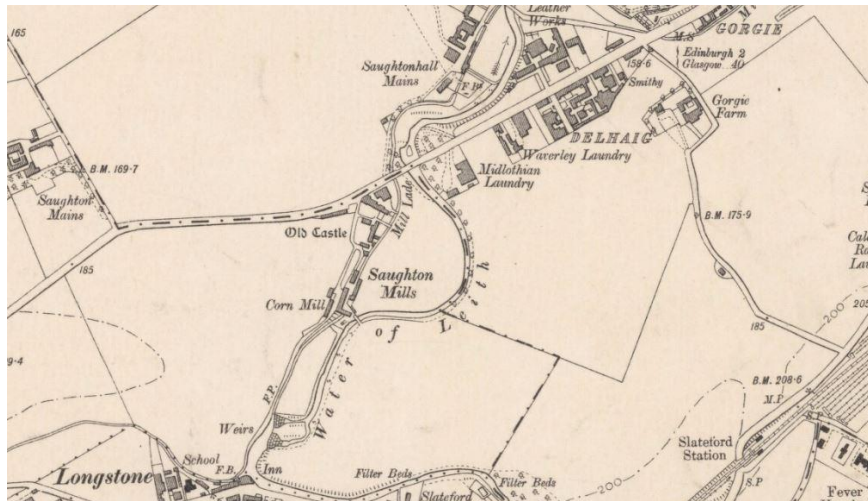 165
Leather
Works
GORGIE
M.S
Edinburgh 2
Glasgow 40
Saughtonhall
Mains
F.B.
158·6
Smithy
Gorgie
Farm
DELHAIG
Waverley Laundry
Midlothian
Laundry
B.M. 169·7
Saughton
Mains
Mill Lade
Old Castle
B.M. 175·9
185
Saughton
Mills
Corn Mill
Water of Leith
200
185
B.M. 208·6
M.P.
F.P.
Weirs
School
F.B.
Longstone
Inn
Filter Beds
Filter Beds
Slateford
Slateford
Station
S.P
200
Fever